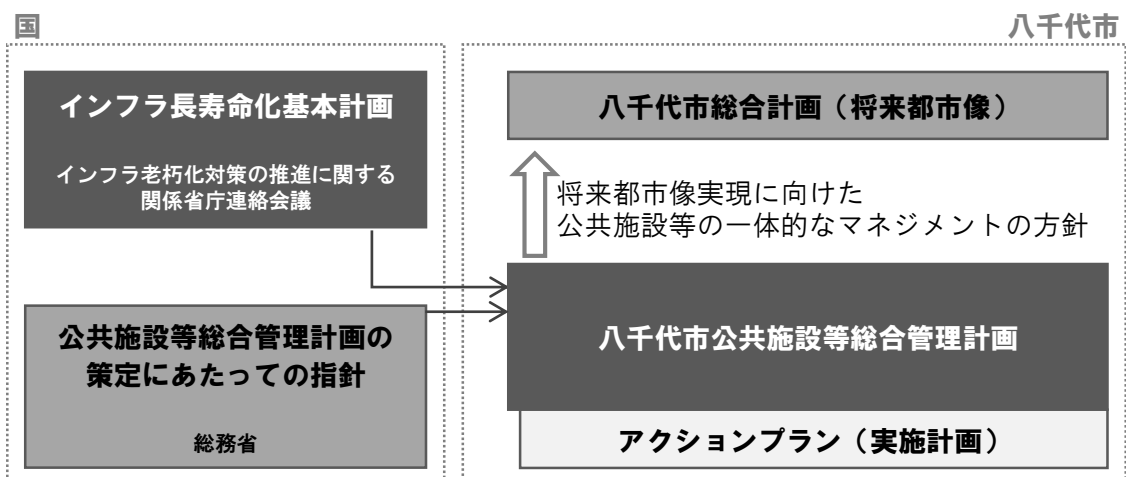 国
インフラ長寿命化基本計画
インフラ老朽化対策の推進に関する
関係省庁連絡会議
公共施設等総合管理計画の
策定にあたっての指針
総務省
八千代市
八千代市総合計画（将来都市像）
将来都市像実現に向けた
公共施設等の一体的なマネジメントの方針
八千代市公共施設等総合管理計画
アクションプラン（実施計画）